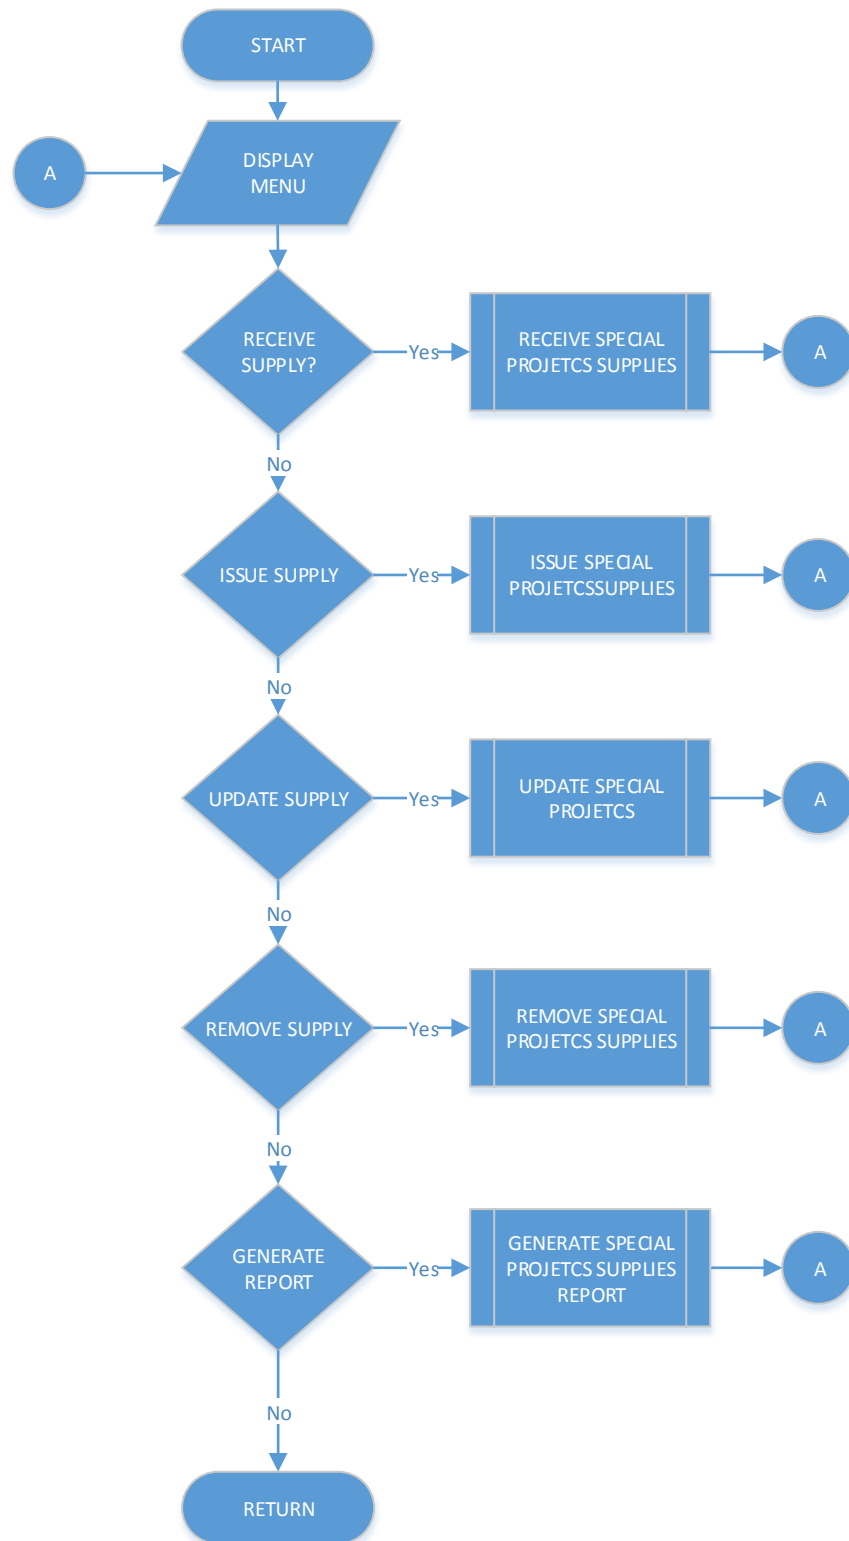 START
A
DISPLAY
MENU
RECEIVE
SUPPLY?
Yes
RECEIVE SPECIAL
PROJETCS SUPPLIES
A
No
ISSUE SUPPLY
Yes
ISSUE SPECIAL
PROJETCSSUPPLIES
A
No
UPDATE SUPPLY
Yes
UPDATE SPECIAL
PROJETCS
A
No
REMOVE SUPPLY
Yes
REMOVE SPECIAL
PROJETCS SUPPLIES
A
No
GENERATE
REPORT
Yes
GENERATE SPECIAL
PROJETCS SUPPLIES
REPORT
A
No
RETURN